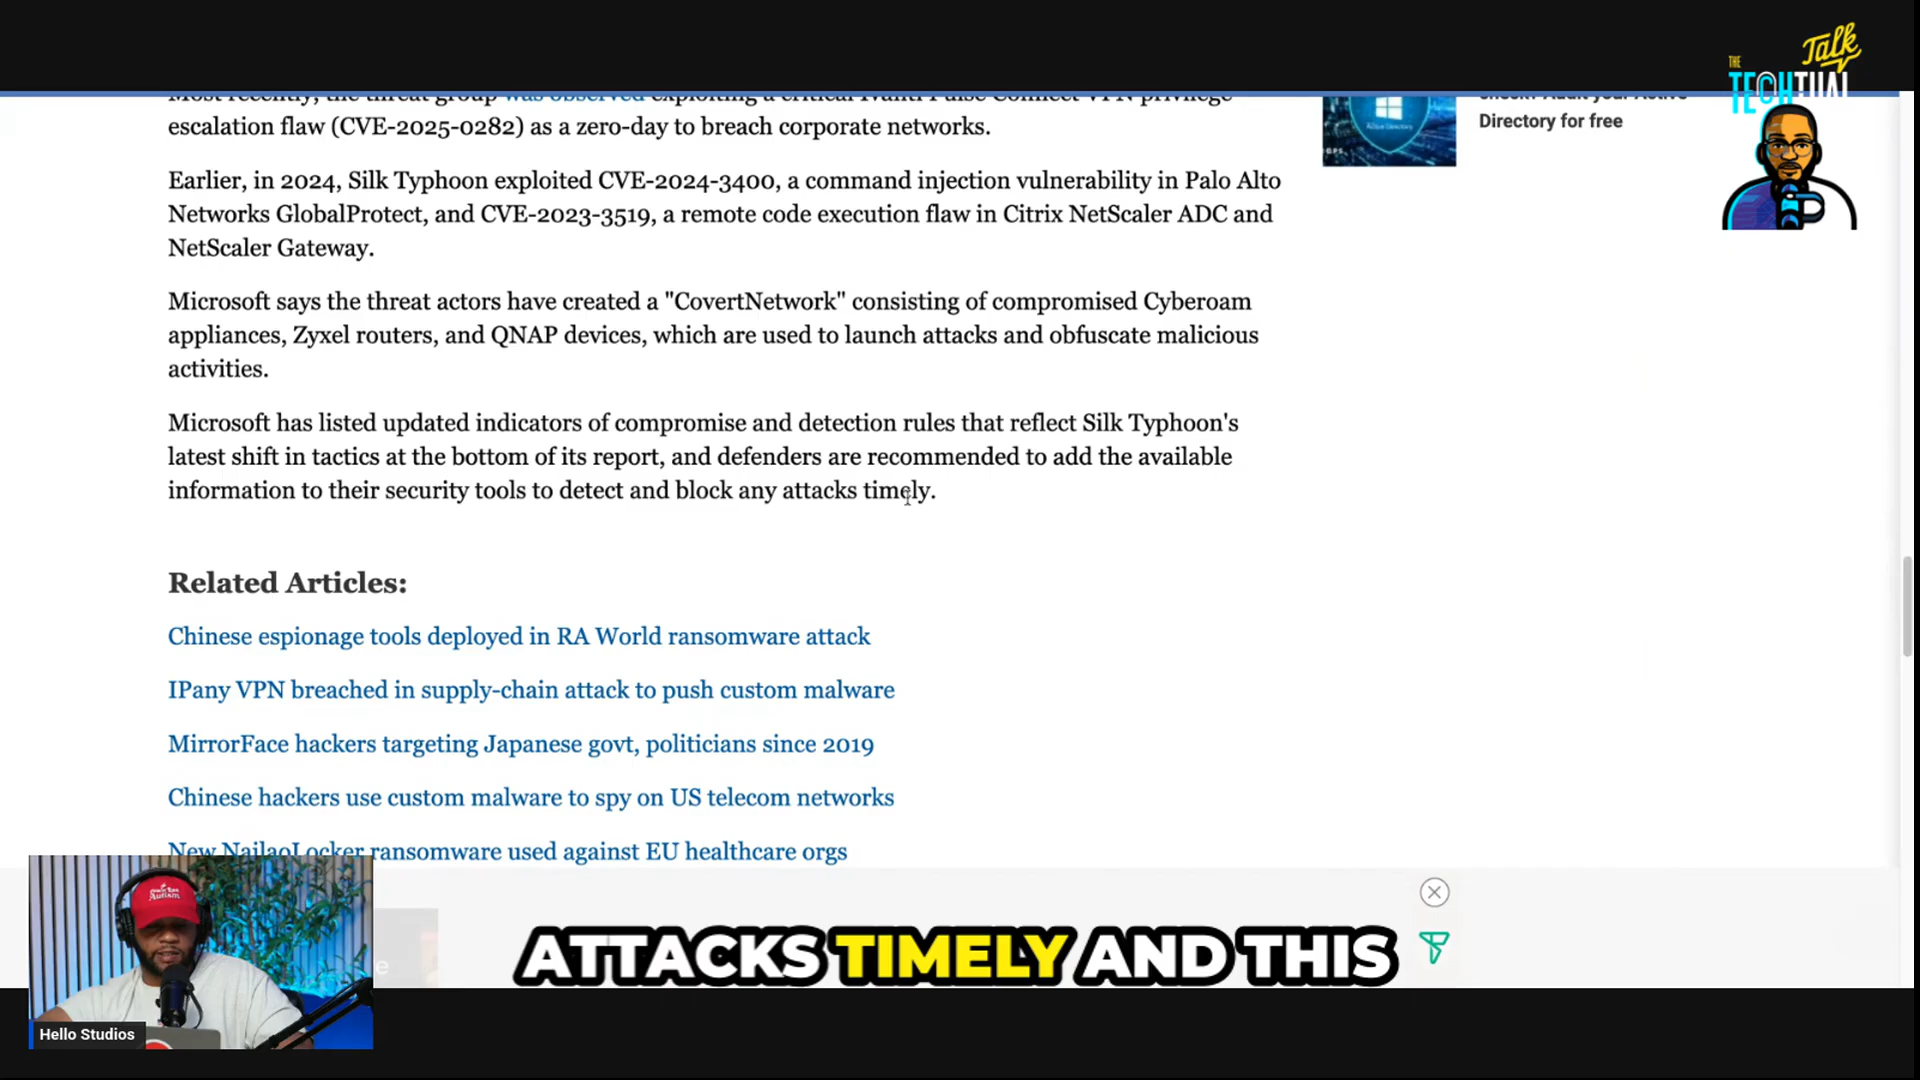 THE
Talk
TECHTUAL
Most recently, the threat group was observed exploiting a critical Ivanti Pulse Connect VPN privilege
escalation flaw (CVE-2025-0282) as a zero-day to breach corporate networks.
Directory for free
Earlier, in 2024, Silk Typhoon exploited CVE-2024-3400, a command injection vulnerability in Palo Alto
Networks GlobalProtect, and CVE-2023-3519, a remote code execution flaw in Citrix NetScaler ADC and
NetScaler Gateway.
Microsoft says the threat actors have created a "CovertNetwork" consisting of compromised Cyberoam
appliances, Zyxel routers, and QNAP devices, which are used to launch attacks and obfuscate malicious
activities.
Microsoft has listed updated indicators of compromise and detection rules that reflect Silk Typhoon's
latest shift in tactics at the bottom of its report, and defenders are recommended to add the available
information to their security tools to detect and block any attacks timely.
Related Articles:
Chinese espionage tools deployed in RA World ransomware attack
IPany VPN breached in supply-chain attack to push custom malware
MirrorFace hackers targeting Japanese govt, politicians since 2019
Chinese hackers use custom malware to spy on US telecom networks
New NailaoLocker ransomware used against EU healthcare orgs
Autism
ATTACKS TIMELY AND THIS
Hello Studios